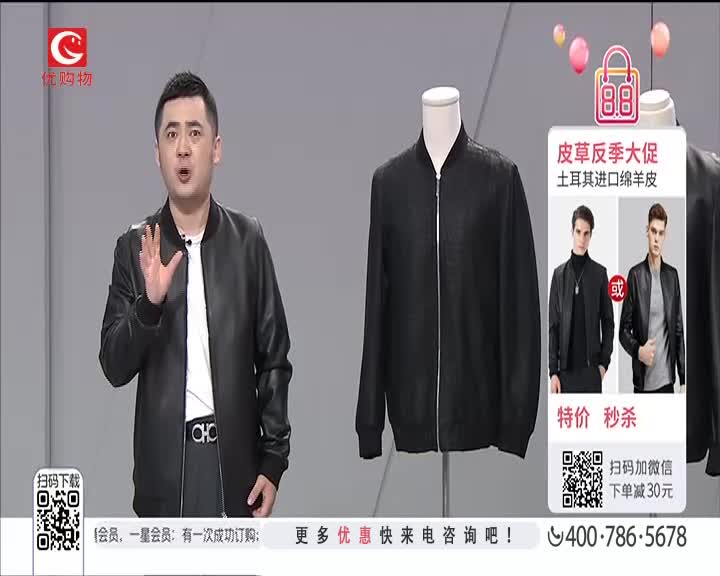 优购物
8.8
皮草反季大促
土耳其进口绵羊皮
或
特价 秒杀
扫码加微信
下单减30元
扫码下载
会员，一星会员：有一次成功订购；
更多优惠快来电咨询吧！
400·786·5678